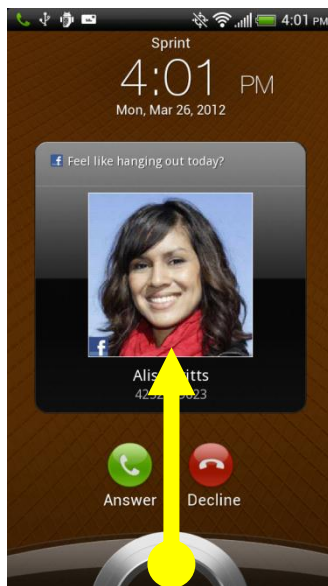 4:01 PM
Sprint
4:01 PM
Mon, Mar 26, 2012
f Feel like hanging out today?
f
Answer
Decline